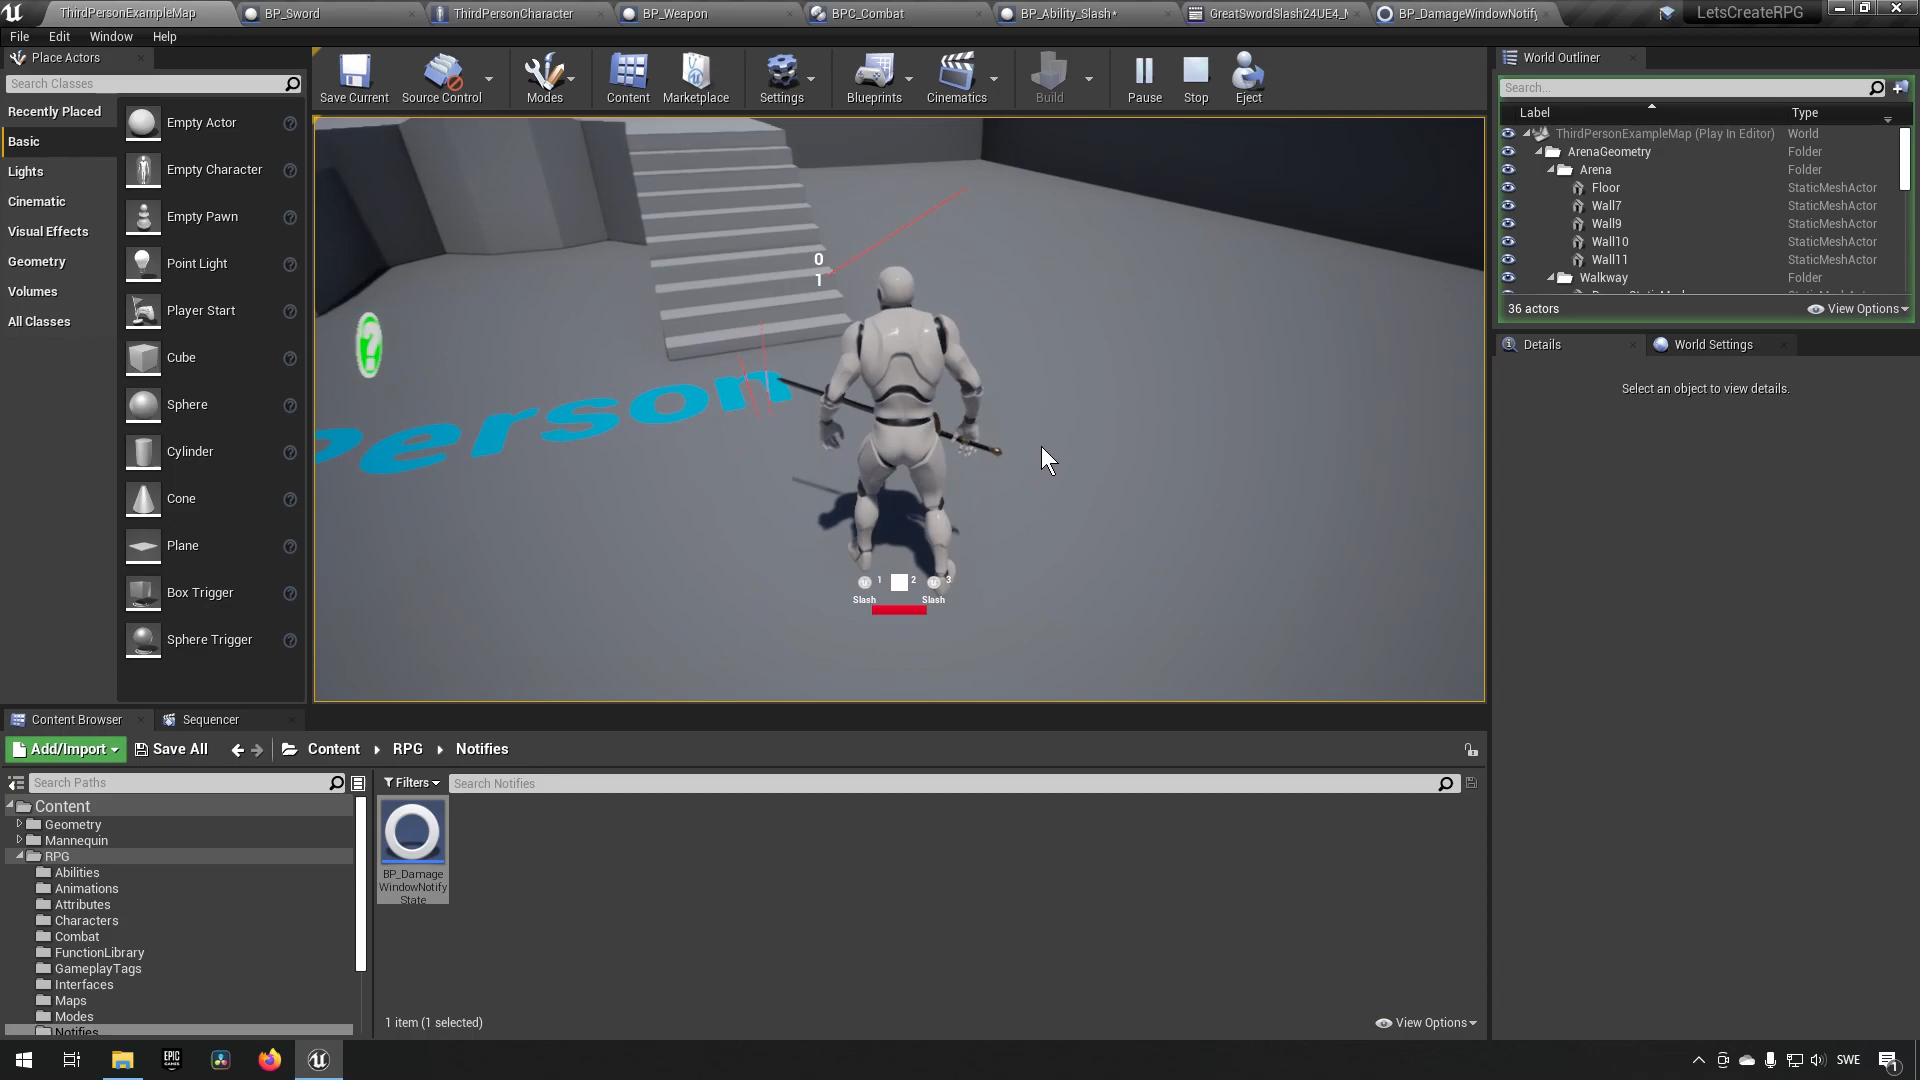 ThirdPersonExampleMap
BP_Sword
ThirdPersonCharacter
BP_Weapon
BPC_Combat
BP_Ability_Slash*
GreatSwordSlash24UE4_M
BP_DamageWindowNotify
LetsCreateRPG
File
Edit
Window
Help
Place Actors
Search Classes
Recently Placed
Basic
Lights
Cinematic
Visual Effects
Geometry
Volumes
All Classes
Empty Actor
Empty Character
Empty Pawn
Point Light
Player Start
Cube
Sphere
Cylinder
Cone
Plane
Box Trigger
Sphere Trigger
Save Current
Source Control
Modes
Content
Marketplace
Settings
Blueprints
Cinematics
Build
Pause
Stop
Eject
0
1
?
person
1
2
3
Slash
Slash
World Outliner
Search...
Label
Type
ThirdPersonExampleMap (Play In Editor)
World
ArenaGeometry
Folder
Arena
Folder
Floor
StaticMeshActor
Wall7
StaticMeshActor
Wall9
StaticMeshActor
Wall10
StaticMeshActor
Wall11
StaticMeshActor
Walkway
Folder
36 actors
View Options
Details
World Settings
Select an object to view details.
Content Browser
Sequencer
Add/Import
Save All
Content
RPG
Notifies
Search Paths
Filters
Search Notifies
Content
Geometry
Mannequin
RPG
Abilities
Animations
Attributes
Characters
Combat
FunctionLibrary
GameplayTags
Interfaces
Maps
Modes
Notifies
BP_Damage
WindowNotify
State
1 item (1 selected)
View Options
EPIC
GAMES
SWE
1